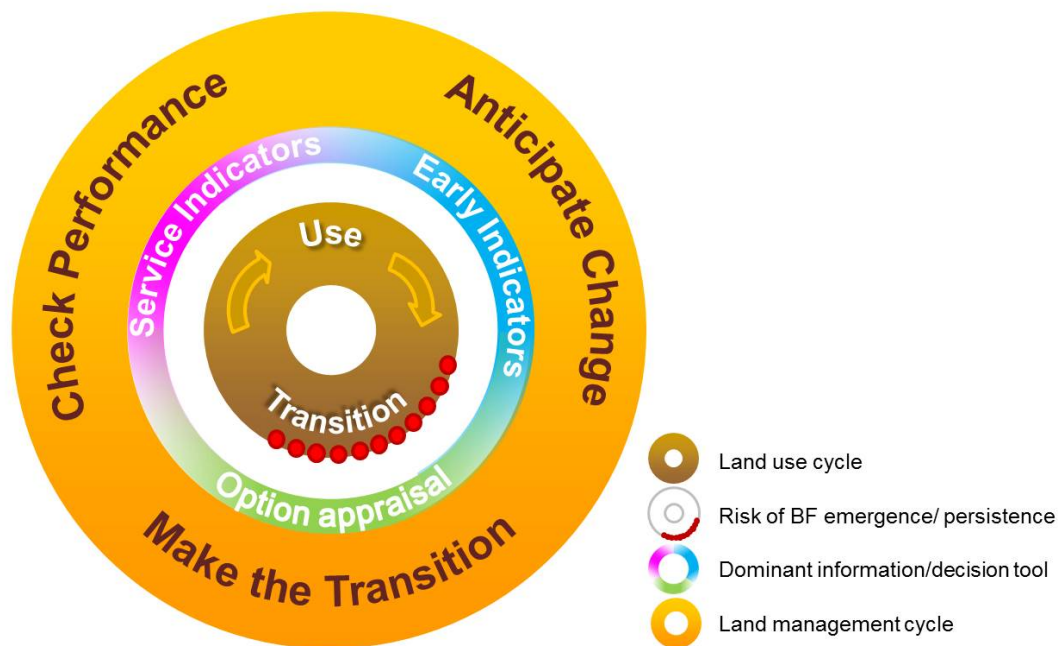 Check Performance
Anticipate Change
Make the Transition
Service Indicators
Early Indicators
Option appraisal
Use
Transition
Land use cycle
Risk of BF emergence/ persistence
Dominant information/decision tool
Land management cycle